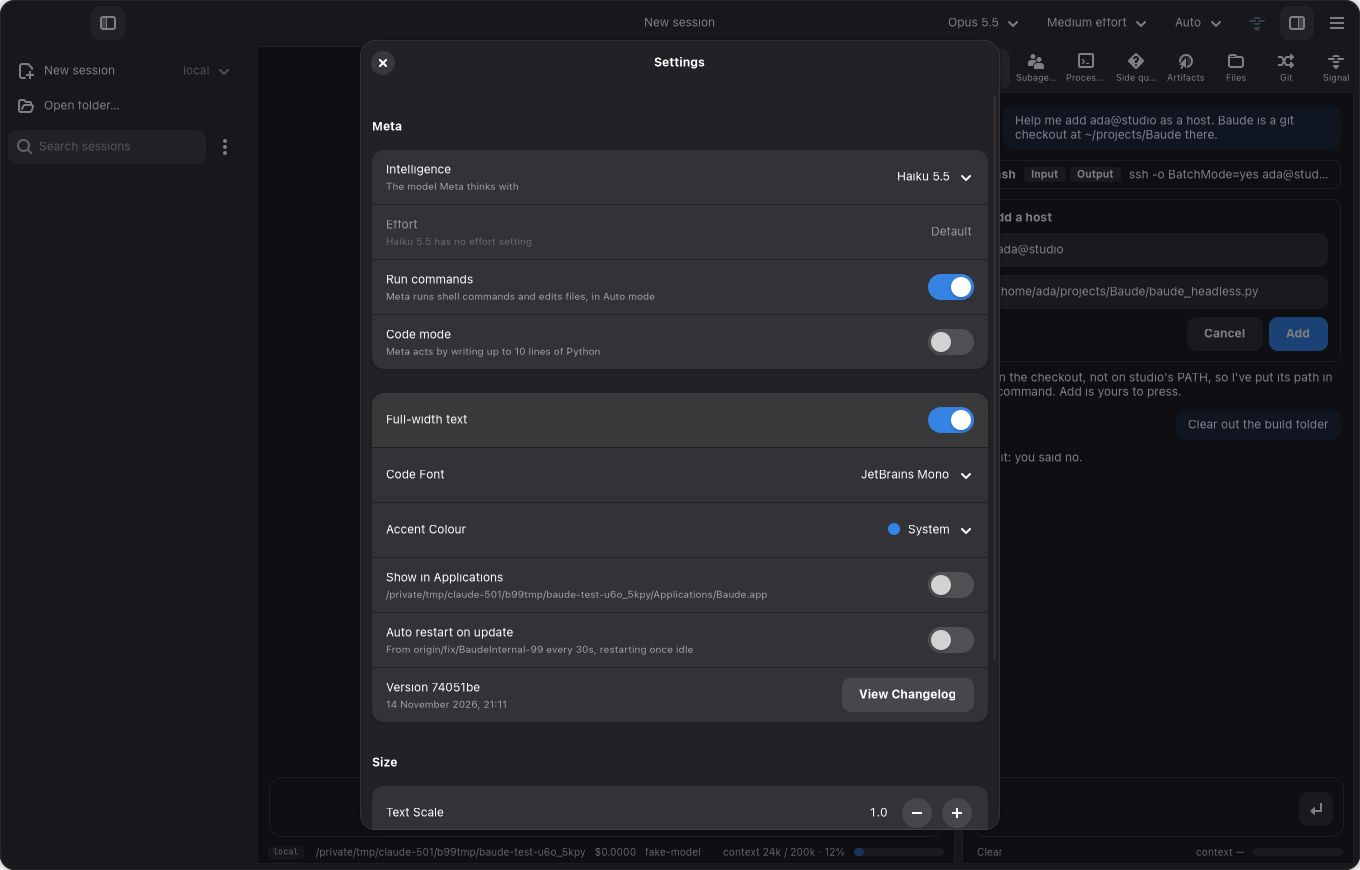 New session
Opus 5.5
Medium effort
Auto
New session
local
Open folder...
Search sessions
Settings
Meta
Intelligence
The model Meta thinks with
Haiku 5.5
Effort
Haiku 5.5 has no effort setting
Default
Run commands
Meta runs shell commands and edits files, in Auto mode
Code mode
Meta acts by writing up to 10 lines of Python
Full-width text
Code Font
JetBrains Mono
Accent Colour
System
Show in Applications
/private/tmp/claude-501/b99tmp/baude-test-u6o_5kpy/Applications/Baude.app
Auto restart on update
From origin/fix/BaudeInternal-99 every 30s, restarting once idle
Version 74051be
14 November 2026, 21:11
View Changelog
Size
Text Scale
1.0
Subage...
Proces...
Side qu...
Artifacts
Files
Git
Signal
Help me add ada@studio as a host. Baude is a git
checkout at ~/projects/Baude there.
Input
Output
ssh -o BatchMode=yes ada@stud...
a host
ada@studio
home/ada/projects/Baude/baude_headless.py
Cancel
Add
the checkout, not on studio's PATH, so I've put its path in
command. Add is yours to press.
Clear out the build folder
it: you said no.
local
/private/tmp/claude-501/b99tmp/baude-test-u6o_5kpy
$0.0000
fake-model
context 24k / 200k · 12%
Clear
context —